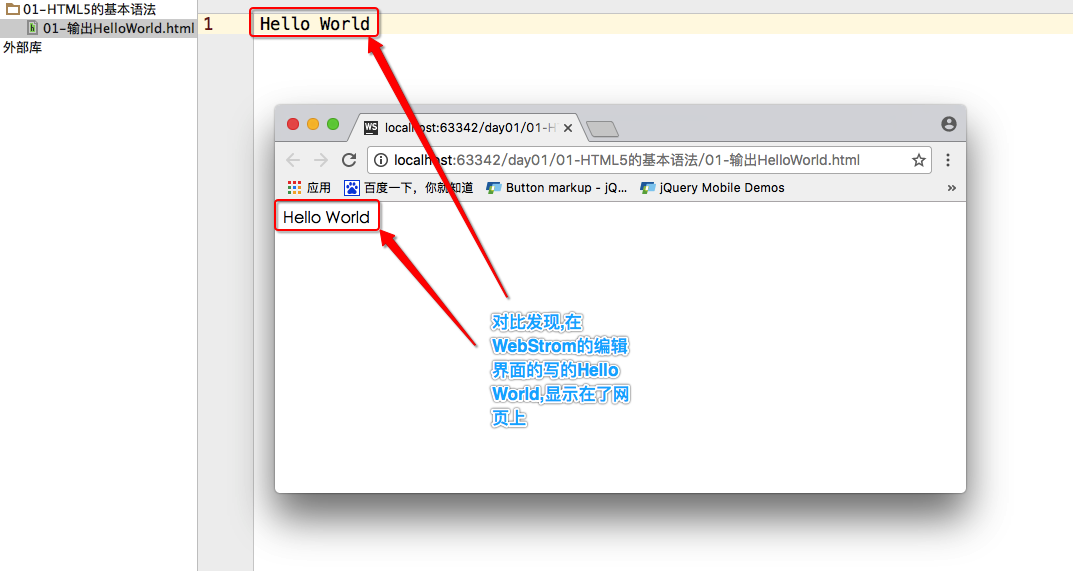 01-HTML5的基本语法
01-输出HelloWorld.html
外部库
1
Hello World
WS
localhost:63342/day01/01-H
localhost:63342/day01/01-HTML5的基本语法/01-输出HelloWorld.html
应用
百度一下，你就知道
Button markup - jQ...
jQuery Mobile Demos
»
Hello World
对比发现,在
WebStrom的编辑
界面的写的Hello
World,显示在了网
页上